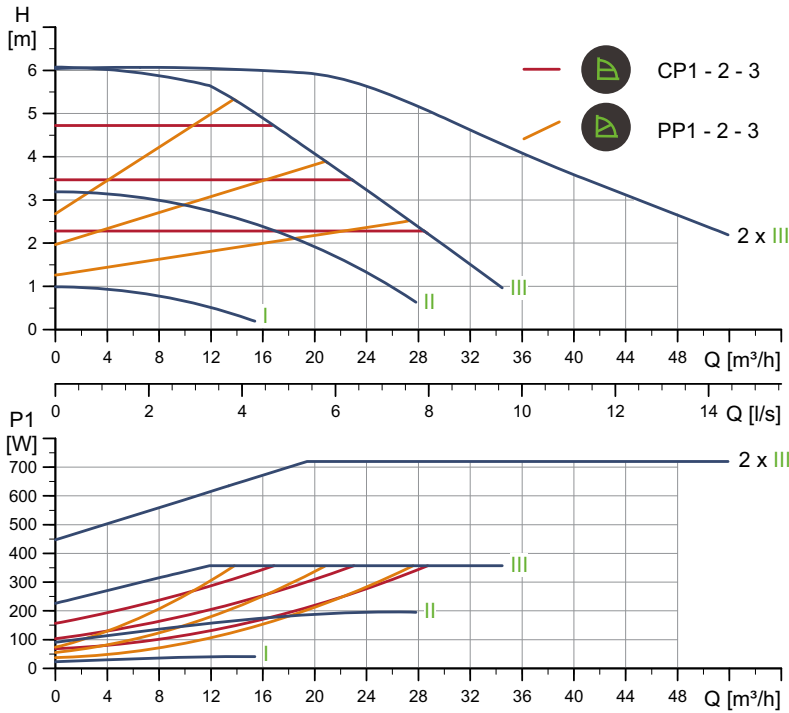 H
[m]
6
5
4
3
2
1
0
CP1 - 2 - 3
PP1 - 2 - 3
2 x III
III
II
I
0 4 8 12 16 20 24 28 32 36 40 44 48 Q [m³/h]
0 2 4 6 8 10 12 14 Q [l/s]
P1
[W]
700
600
500
400
300
200
100
0
2 x III
III
II
I
0 4 8 12 16 20 24 28 32 36 40 44 48 Q [m³/h]